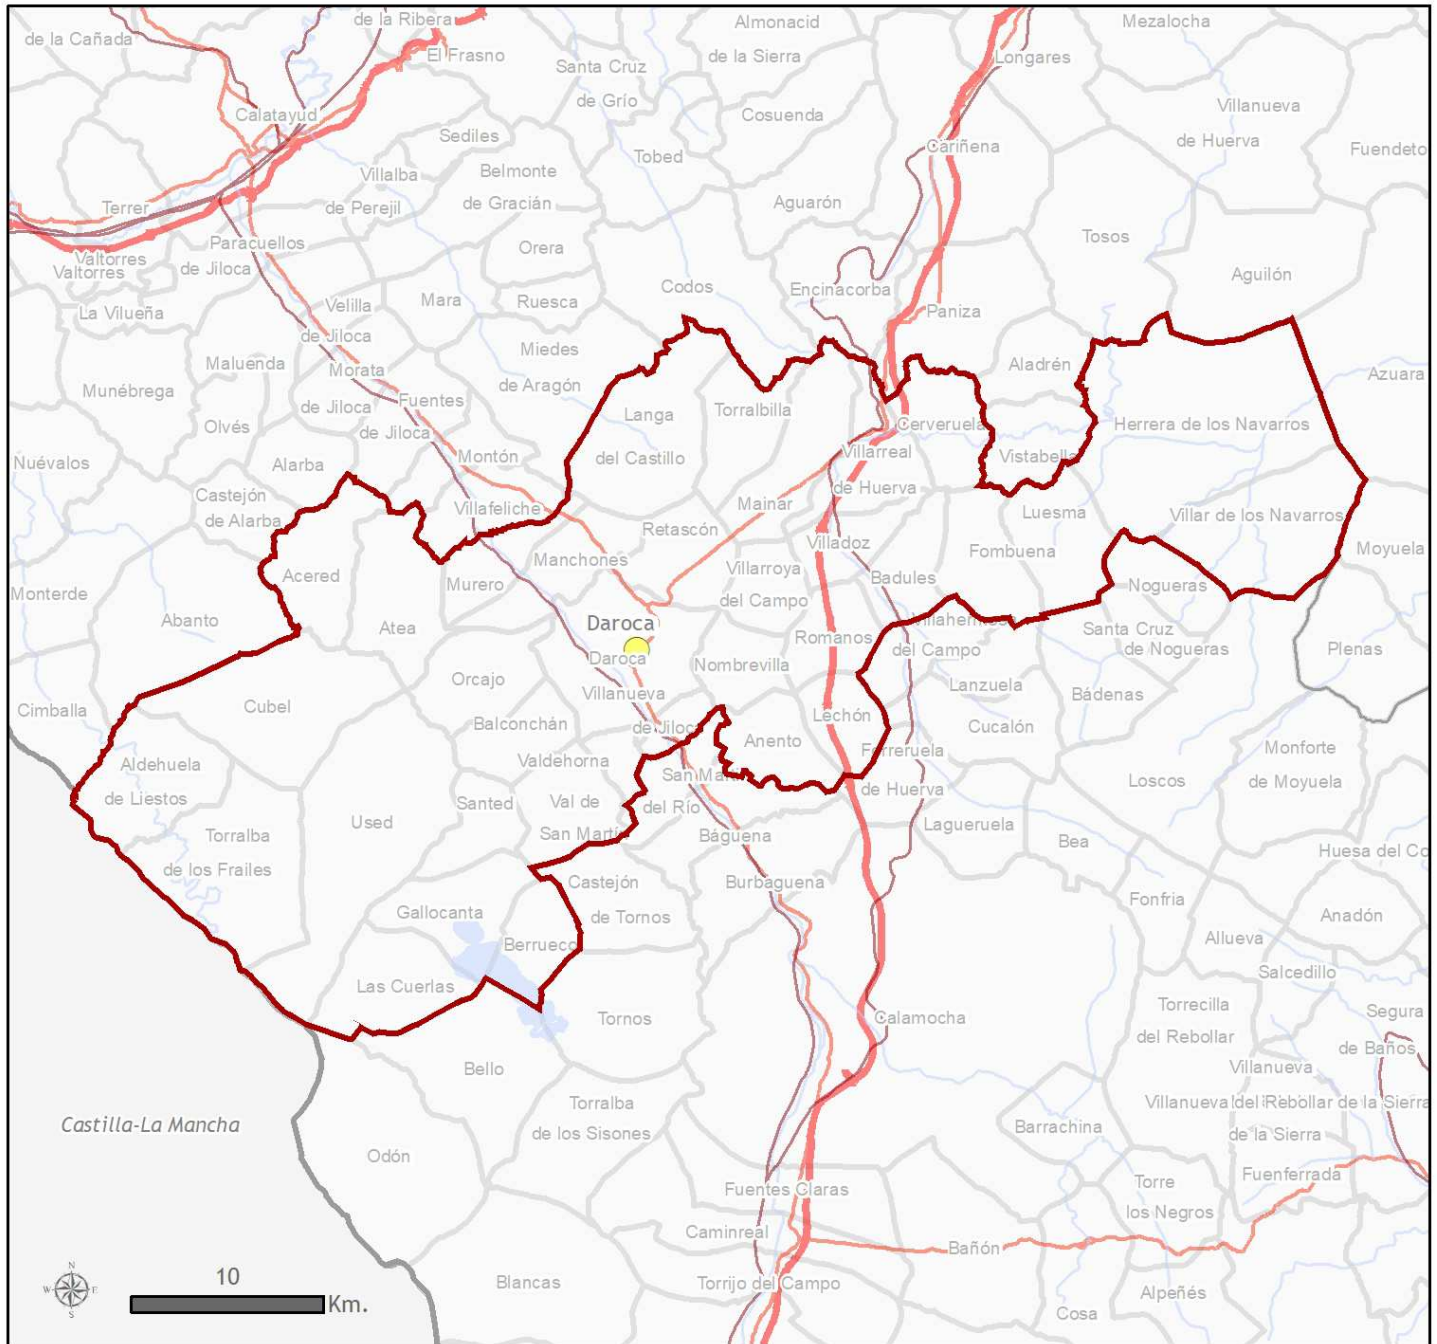 de la Ribera
Almonacid
de la Sierra
Mezalocha
de la Cañada
El Frasno
Santa Cruz
de Grío
Longares
Calatayud
Cosuenda
Villanueva
de Huerva
Sediles
Tobed
Cariñena
Fuendeto
Villalba
de Perejil
Belmonte
de Gracián
Terrer
Aguarón
Paracuellos
de Jiloca
Orera
Tosos
Valtorres
Valtorres
Aguilón
La Vilueña
Velilla
de Jiloca
Mara
Ruesca
Codos
Encinacorba
Paniza
Maluenda
Miedes
de Aragón
Aladrén
Munébrega
Morata
de Jiloca
Azuara
Fuentes
de Jiloca
Langa
del Castillo
Torralbilla
Olvés
Cerveruela
Herrera de los Navarros
Nuévalos
Alarba
Montón
Villarreal
de Huerva
Vistabella
Castejón
de Alarba
Villafeliche
Mainar
Luesma
Villar de los Navarros
Retascón
Villadoz
Fombuena
Moyuela
Acered
Manchones
Villarroya
del Campo
Badules
Nogueras
Monterde
Murero
Abanto
Atea
Daroca
Daroca
Romanos
Villahermosa
del Campo
Santa Cruz
de Nogueras
Plenas
Nombrevilla
Cimballa
Cubel
Orcajo
Villanueva
de Jiloca
Lanzuela
Bádenas
Balconchán
Lechón
Cucalón
Anento
Aldehuela
de Liestos
Valdehorna
San Martín
del Río
Ferreruela
de Huerva
Monforte
de Moyuela
Loscos
Santed
Val de
San Martín
Torralba
de los Frailes
Used
Báguena
Lagueruela
Bea
Huesa del Co
Castejón
de Tornos
Burbaguena
Fonfria
Gallocanta
Anadón
Berrueco
Allueva
Las Cuerlas
Salcedillo
Tornos
Calamocha
Torrecilla
del Rebollar
Segura
de Baños
Bello
Villanueva
del Rebollar de la Sierra
Villanueva del Rebollar
de la Sierra
Torralba
de los Sisones
Castilla-La Mancha
Barrachina
Odón
Fuentes Claras
Torre
los Negros
Fuenferrada
Caminreal
Bañón
Blancas
Torrijo del Campo
Alpeñés
Cosa
N
W E
S
10
Km.